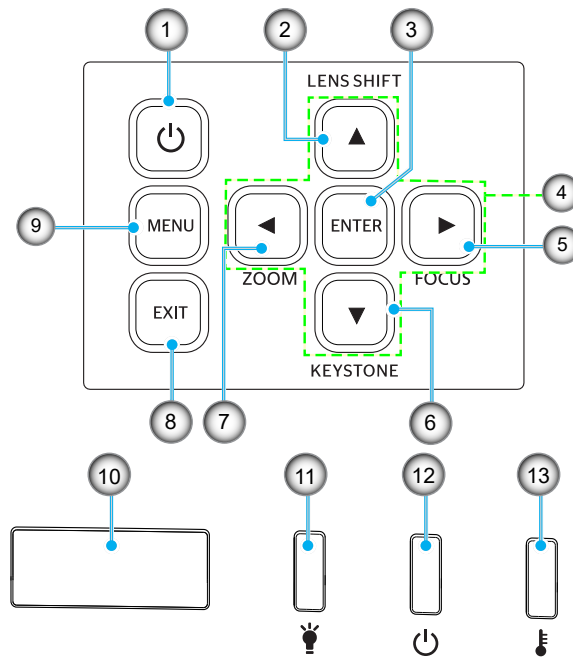 1 2 3
LENS SHIFT
MENU ENTER
4
9
5
ZOOM FOCUS
EXIT
KEYSTONE
8 7 6
10 11 12 13